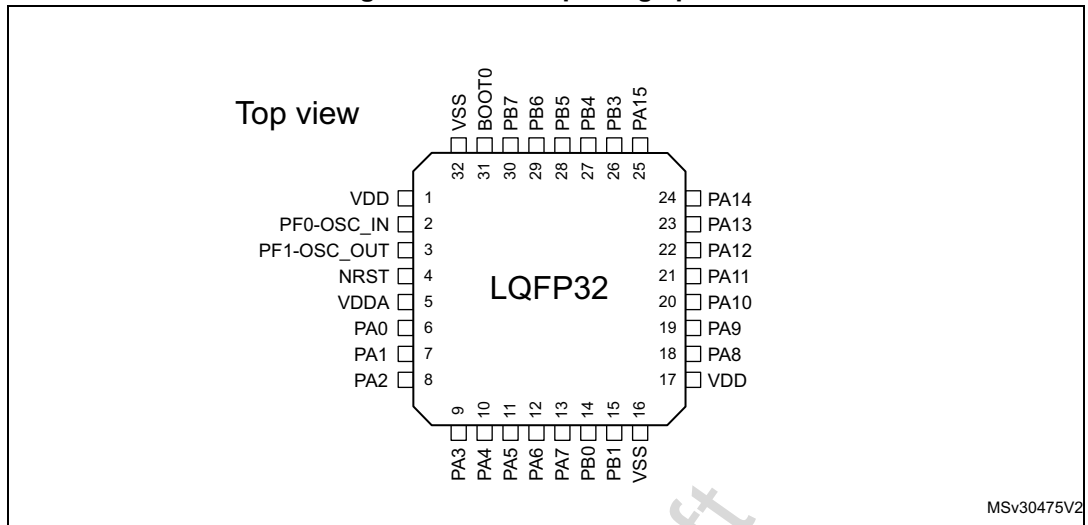 Top view
VSS
BOOT0
PB7
PB6
PB5
PB4
PB3
PA15
32
31
30
29
28
27
26
25
VDD 1
PF0-OSC_IN 2
PF1-OSC_OUT 3
NRST 4
VDDA 5
PA0 6
PA1 7
PA2 8
LQFP32
24 PA14
23 PA13
22 PA12
21 PA11
20 PA10
19 PA9
18 PA8
17 VDD
9
10
11
12
13
14
15
16
PA3
PA4
PA5
PA6
PA7
PB0
PB1
VSS
MSv30475V2